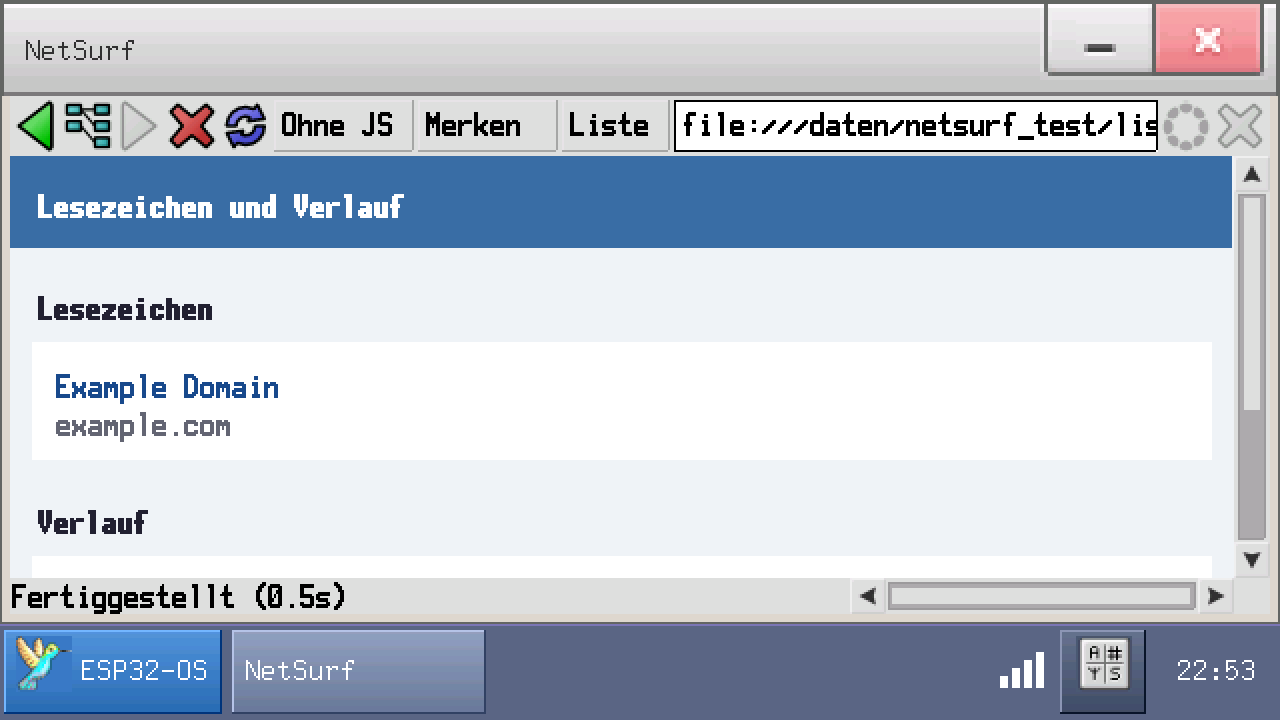 NetSurf
Ohne JS Merken Liste file:///daten/netsurf_test/lis
Lesezeichen und Verlauf
Lesezeichen
Example Domain
example.com
Verlauf
Fertiggestellt (0.5s)
ESP32-OS NetSurf A # Y S 22:53